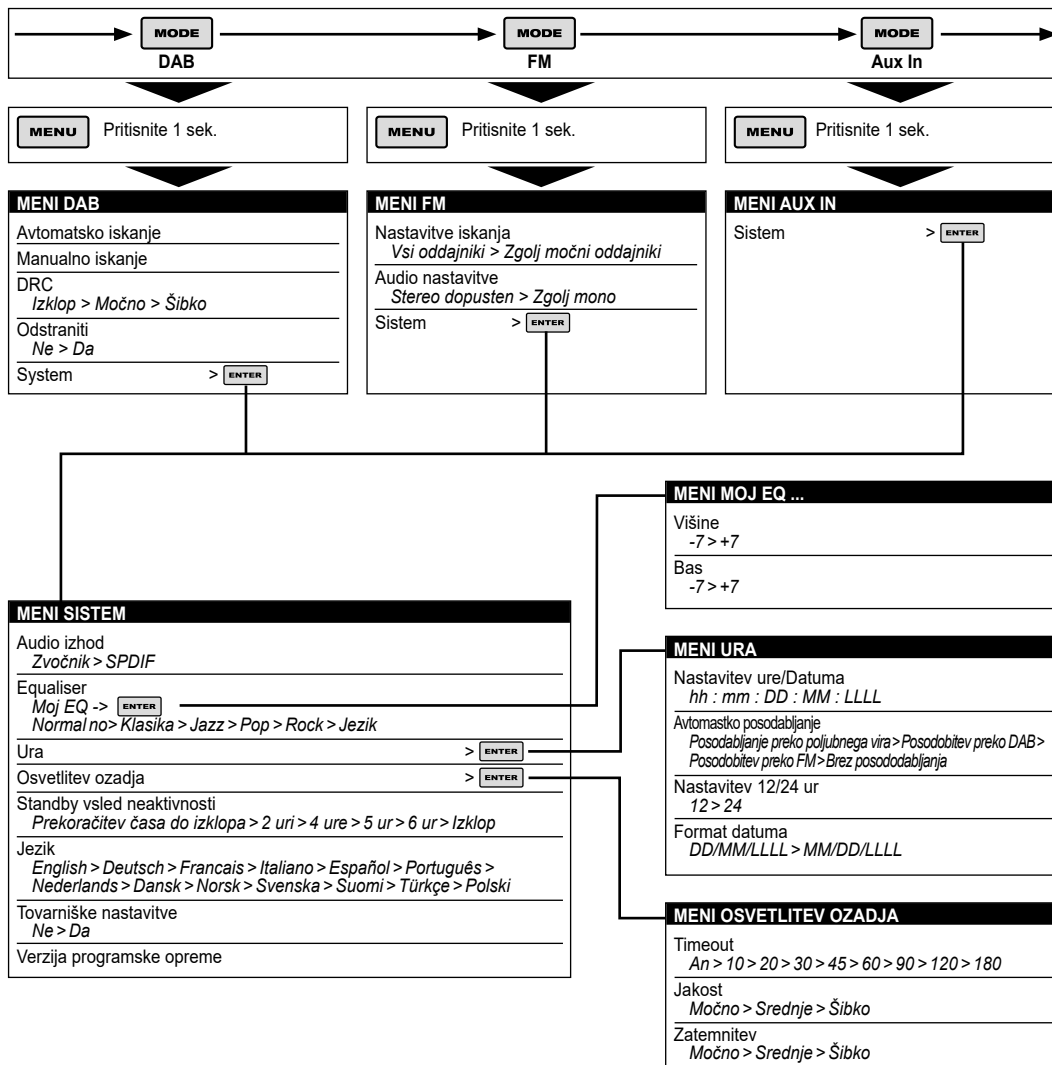 MODE
DAB
MODE
FM
MODE
Aux In
MENU Pritisnite 1 sek.
MENU Pritisnite 1 sek.
MENU Pritisnite 1 sek.
MENI DAB
Avtomatsko iskanje
Manualno iskanje
DRC
Izklop > Močno > Šibko
Odstraniti
Ne > Da
System > ENTER
MENI FM
Nastavitve iskanja
Vsi oddajniki > Zgolj močni oddajniki
Audio nastavitve
Stereo dopusten > Zgolj mono
Sistem > ENTER
MENI AUX IN
Sistem > ENTER
MENI SISTEM
Audio izhod
Zvočnik > SPDIF
Equaliser
Moj EQ -> ENTER
Normal no> Klasika > Jazz > Pop > Rock > Jezik
Ura > ENTER
Osvetlitev ozadja > ENTER
Standby vsled neaktivnosti
Prekoračitev časa do izklopa > 2 uri > 4 ure > 5 ur > 6 ur > Izklop
Jezik
English > Deutsch > Francais > Italiano > Español > Português >
Nederlands > Dansk > Norsk > Svenska > Suomi > Türkçe > Polski
Tovarniške nastavitve
Ne > Da
Verzija programske opreme
MENI MOJ EQ ...
Višine
-7 > +7
Bas
-7 > +7
MENI URA
Nastavitev ure/Datuma
hh : mm : DD : MM : LLLL
Avtomastko posodabljanje
Posodabljanje preko poljubnega vira > Posodobitev preko DAB >
Posodobitev preko FM > Brez posododabljanja
Nastavitev 12/24 ur
12 > 24
Format datuma
DD/MM/LLLL > MM/DD/LLLL
MENI OSVETLITEV OZADJA
Timeout
An > 10 > 20 > 30 > 45 > 60 > 90 > 120 > 180
Jakost
Močno > Srednje > Šibko
Zatemnitev
Močno > Srednje > Šibko